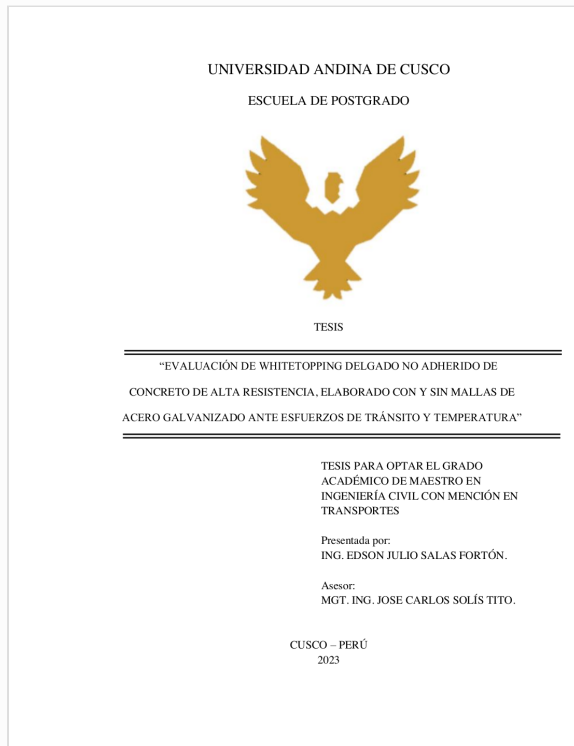 UNIVERSIDAD ANDINA DE CUSCO
ESCUELA DE POSTGRADO
TESIS
“EVALUACIÓN DE WHITETOPPING DELGADO NO ADHERIDO DE
CONCRETO DE ALTA RESISTENCIA, ELABORADO CON Y SIN MALLAS DE
ACERO GALVANIZADO ANTE ESFUERZOS DE TRÁNSITO Y TEMPERATURA”
TESIS PARA OPTAR EL GRADO
ACADÉMICO DE MAESTRO EN
INGENIERÍA CIVIL CON MENCIÓN EN
TRANSPORTES
Presentada por:
ING. EDSON JULIO SALAS FORTÓN.
Asesor:
MGT. ING. JOSE CARLOS SOLÍS TITO.
CUSCO – PERÚ
2023